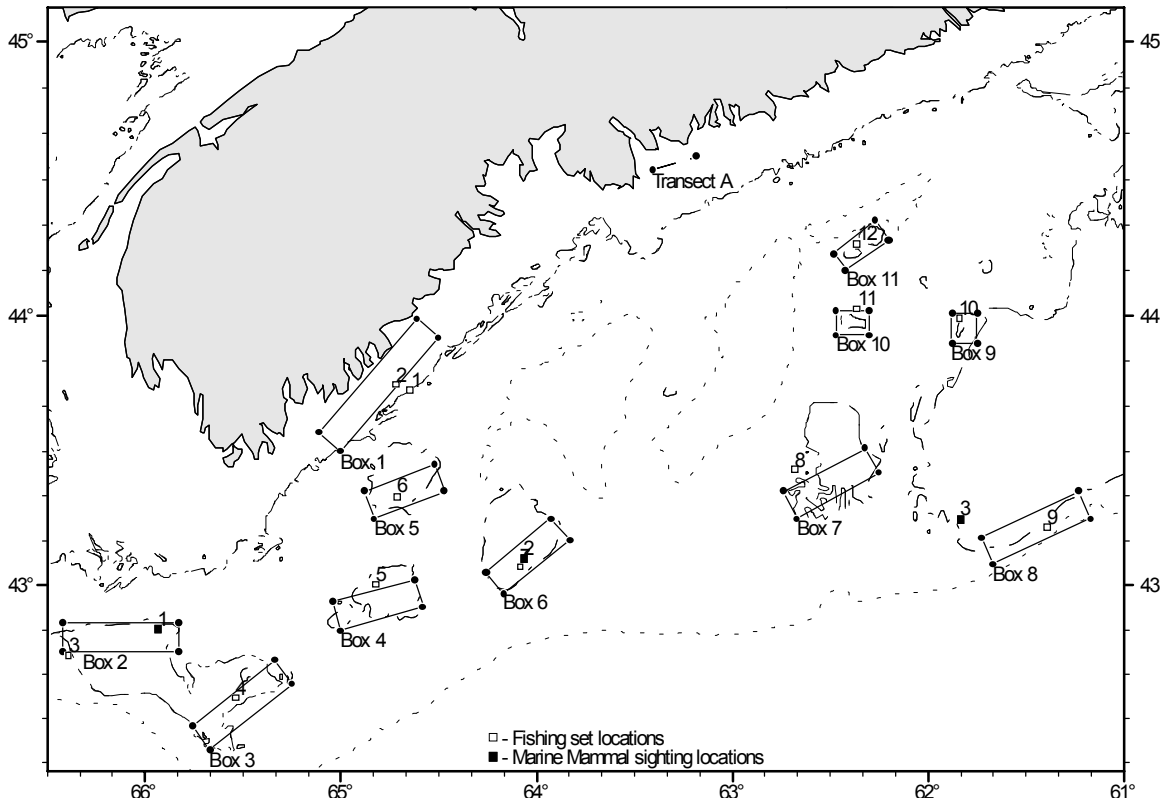 45° 45°
Transect A
12
Box 11
11
10
44° 44°
Box 10
Box 9
2 1
Box 1
8
6
Box 5
Box 7
3
9
2
5
43° 43°
Box 8
Box 6
1
Box 4
3
Box 2
4
□ - Fishing set locations
Box 3
■ - Marine Mammal sighting locations
66° 65° 64° 63° 62° 61°